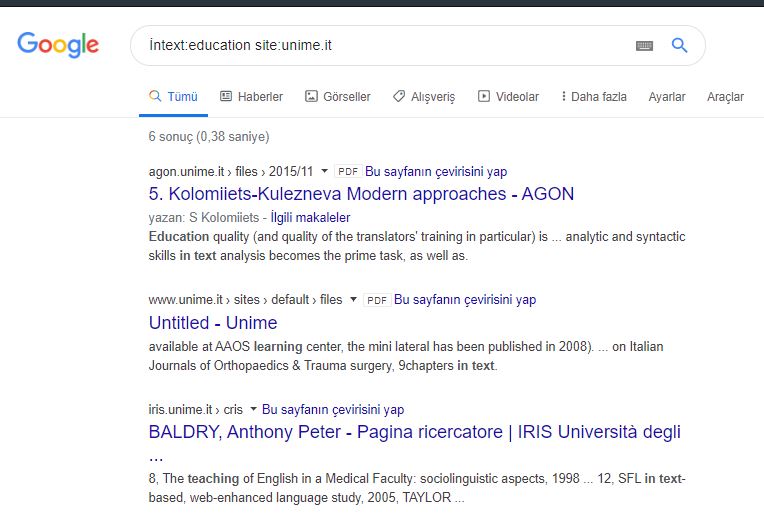 Google
İntext:education site:unime.it
Tümü Haberler Görseller Alışveriş Videolar Daha fazla Ayarlar Araçlar
6 sonuç (0,38 saniye)
agon.unime.it › files › 2015/11 PDF Bu sayfanın çevirisini yap
5. Kolomiiets-Kulezneva Modern approaches - AGON
yazan: S Kolomiiets - İlgili makaleler
Education quality (and quality of the translators' training in particular) is ... analytic and syntactic
skills in text analysis becomes the prime task, as well as.
www.unime.it › sites › default › files PDF Bu sayfanın çevirisini yap
Untitled - Unime
available at AAOS learning center, the mini lateral has been published in 2008). ... on Italian
Journals of Orthopaedics & Trauma surgery, 9chapters in text.
iris.unime.it › cris Bu sayfanın çevirisini yap
BALDRY, Anthony Peter - Pagina ricercatore | IRIS Università degli
...
8, The teaching of English in a Medical Faculty: sociolinguistic aspects, 1998 ... 12, SFL in text-
based, web-enhanced language study, 2005, TAYLOR ...